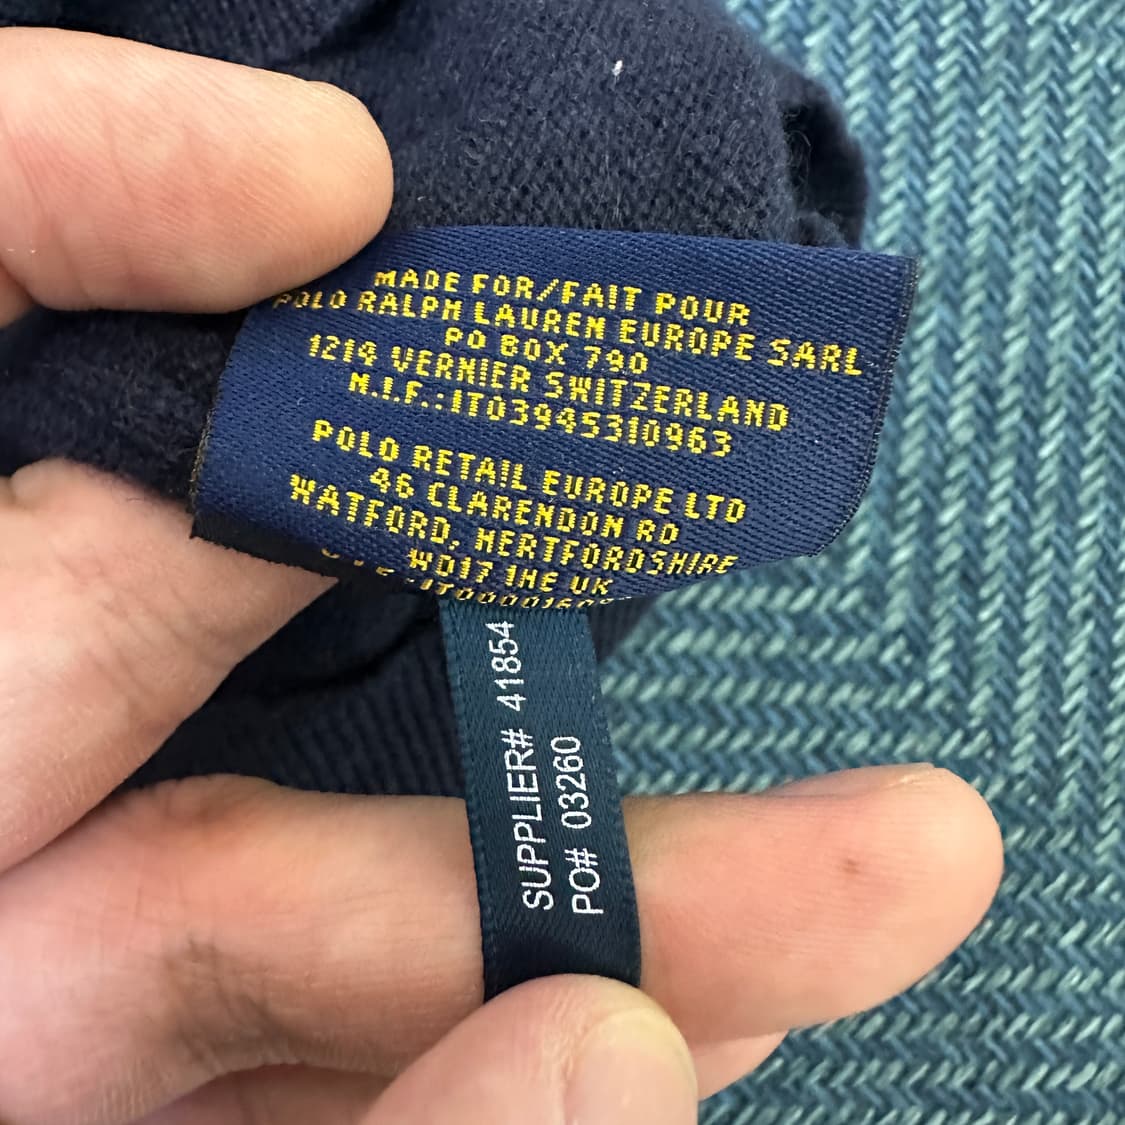 MADE FOR/FAIT POUR
POLO RALPH LAUREN EUROPE SARL
PO BOX 790
1214 VERNIER SWITZERLAND
N.I.F.:IT03945310963
POLO RETAIL EUROPE LTD
46 CLARENDON RD
WATFORD, HERTFORDSHIRE
WD17 1HE UK
SUPPLIER# 41854
PO# 03260